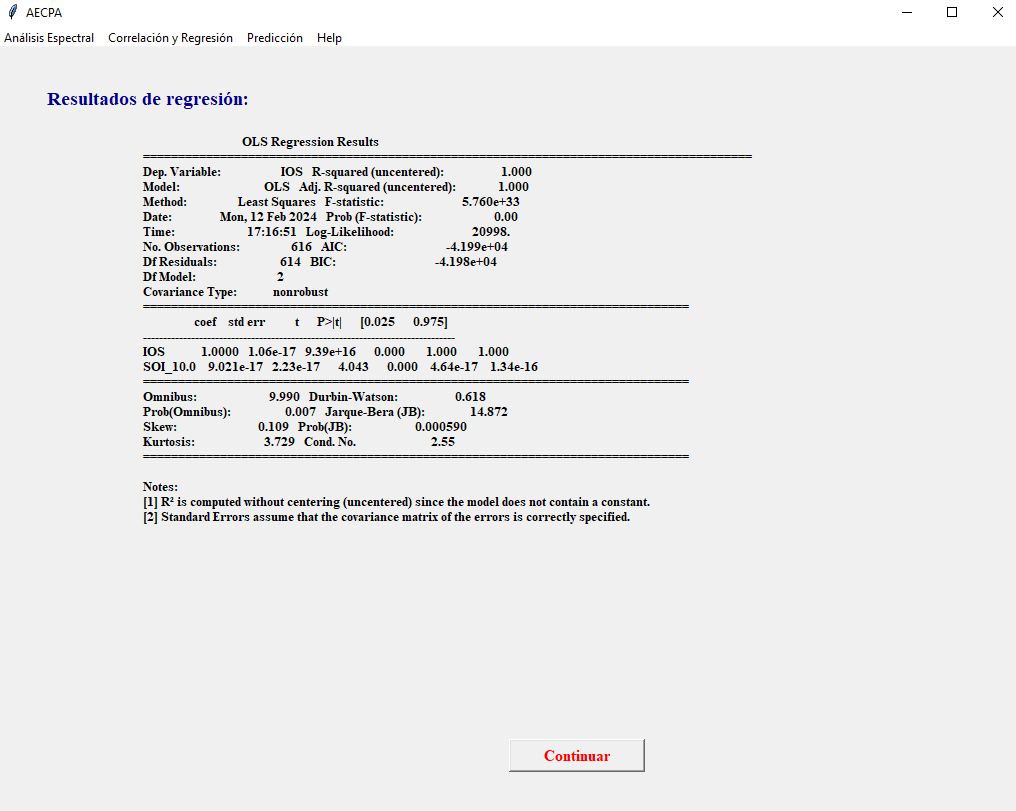 AECPA
Análisis Espectral Correlación y Regresión Predicción Help
Resultados de regresión:
OLS Regression Results
==============================================================================
Dep. Variable: IOS R-squared (uncentered): 1.000
Model: OLS Adj. R-squared (uncentered): 1.000
Method: Least Squares F-statistic: 5.760e+33
Date: Mon, 12 Feb 2024 Prob (F-statistic): 0.00
Time: 17:16:51 Log-Likelihood: 20998.
No. Observations: 616 AIC: -4.199e+04
Df Residuals: 614 BIC: -4.198e+04
Df Model: 2
Covariance Type: nonrobust
==============================================================================
coef std err t P>|t| [0.025 0.975]
------------------------------------------------------------------------------
IOS 1.0000 1.06e-17 9.39e+16 0.000 1.000 1.000
SOI_10.0 9.021e-17 2.23e-17 4.043 0.000 4.64e-17 1.34e-16
==============================================================================
Omnibus: 9.990 Durbin-Watson: 0.618
Prob(Omnibus): 0.007 Jarque-Bera (JB): 14.872
Skew: 0.109 Prob(JB): 0.000590
Kurtosis: 3.729 Cond. No. 2.55
==============================================================================
Notes:
[1] R² is computed without centering (uncentered) since the model does not contain a constant.
[2] Standard Errors assume that the covariance matrix of the errors is correctly specified.
Continuar